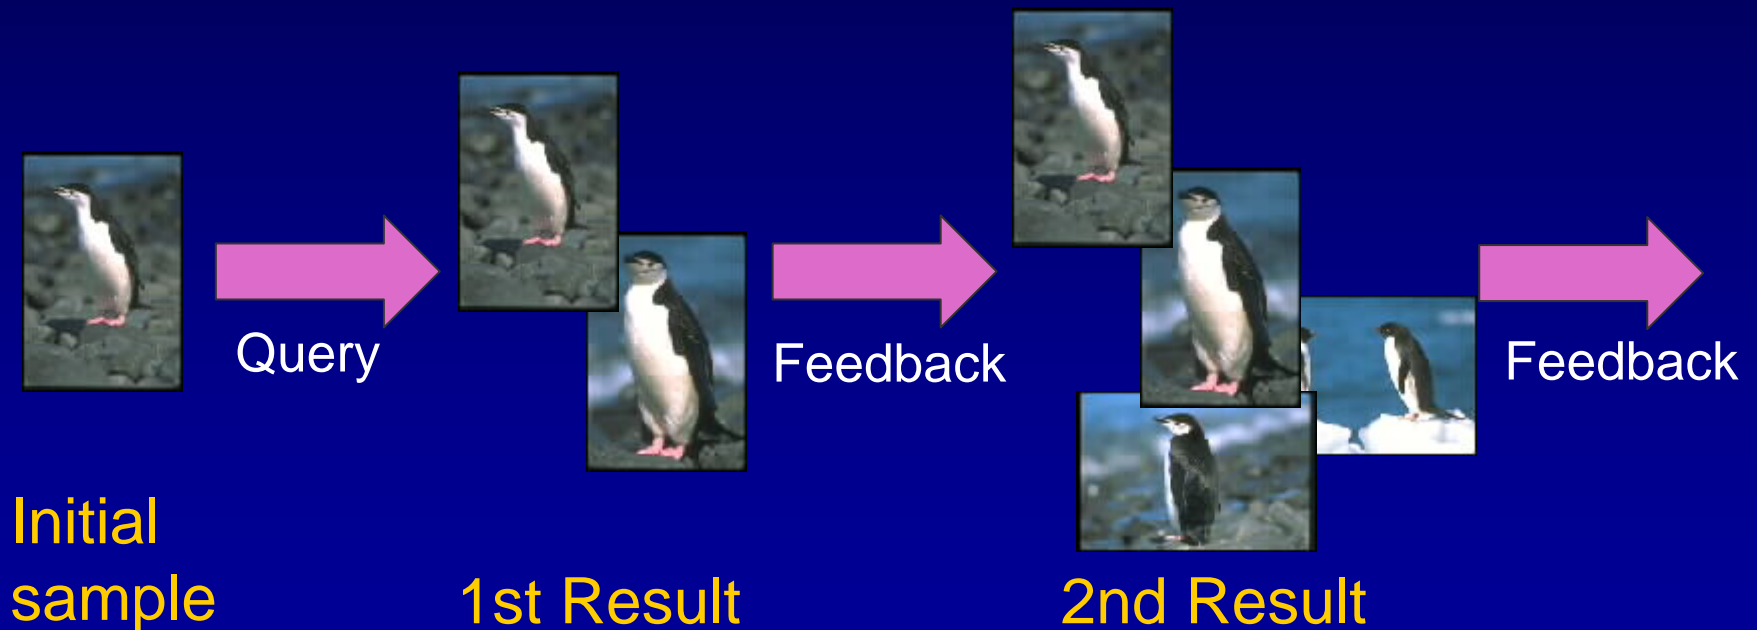 Query
Feedback
Feedback
Initial
sample
1st Result
2nd Result